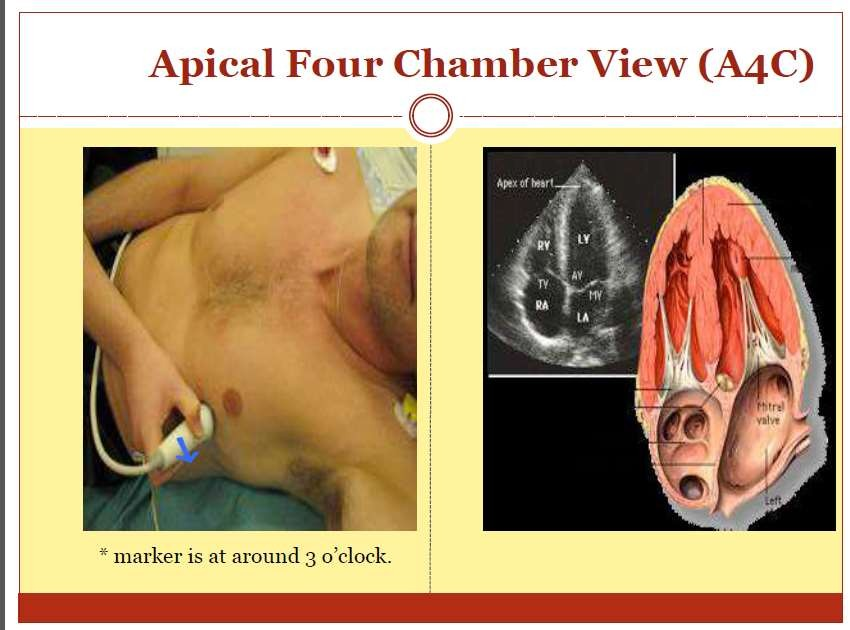 Apical Four Chamber View (A4C)
Apex of heart
RV LV
AV
TV MV
RA
LA
Mitral
valve
Left
* marker is at around 3 o'clock.